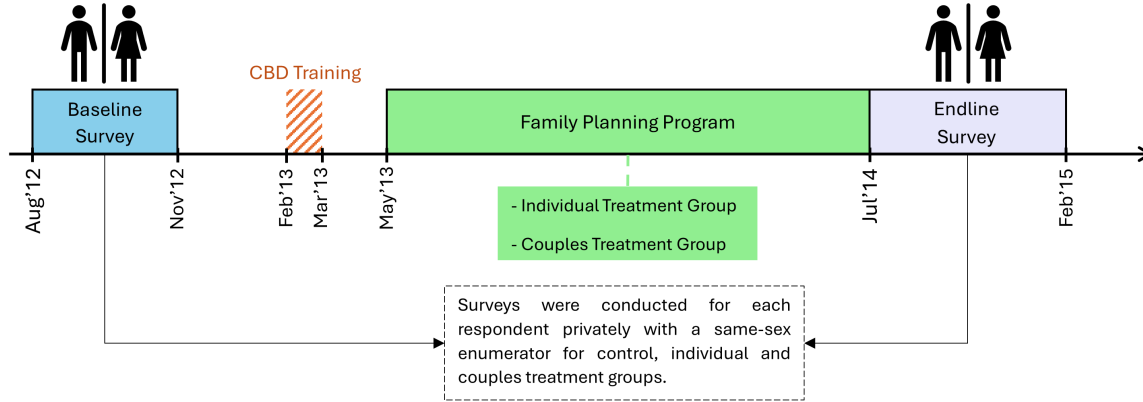 CBD Training
Baseline
Survey
Family Planning Program
Endline
Survey
Aug’12
Nov’12
Feb’13
Mar’13
May’13
Jul’14
Feb’15
- Individual Treatment Group
- Couples Treatment Group
Surveys were conducted for each
respondent privately with a same-sex
enumerator for control, individual and
couples treatment groups.